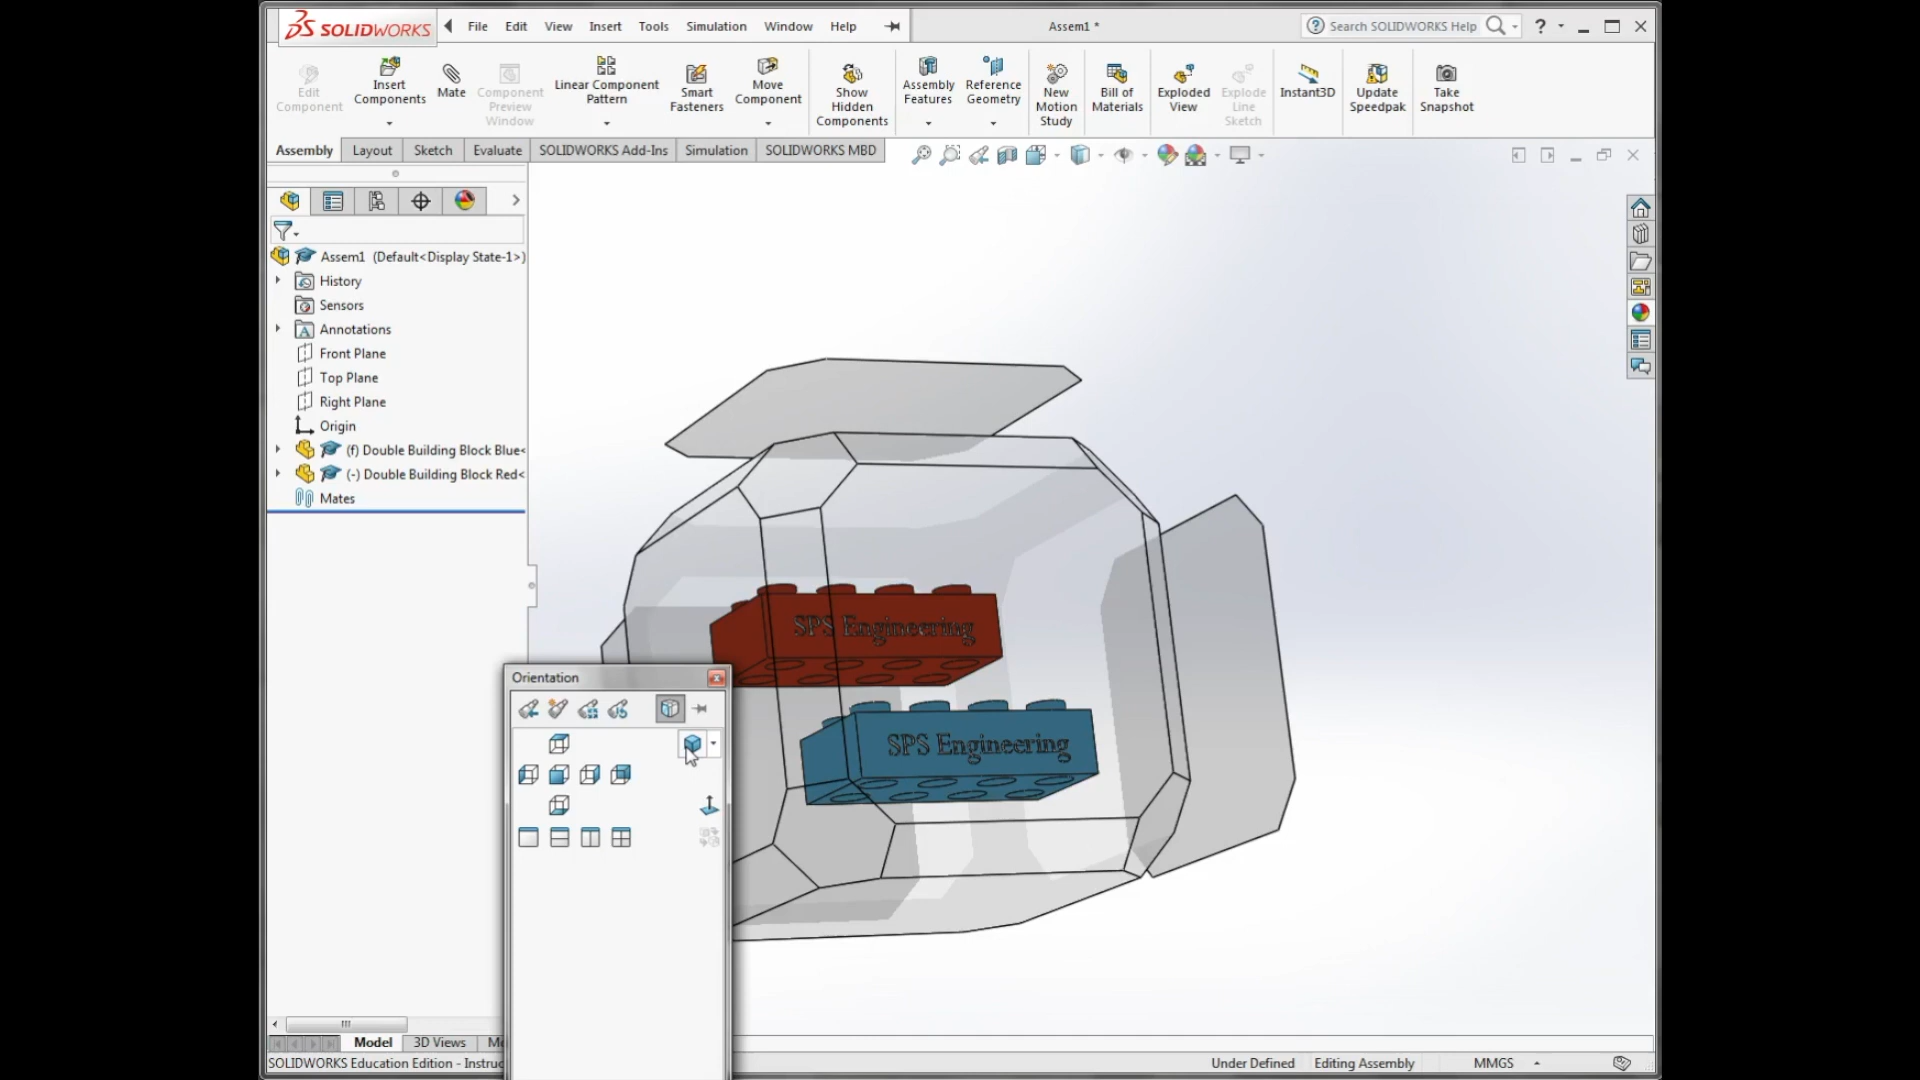 SOLIDWORKS File Edit View Insert Tools Simulation Window Help Assem1 * Search SOLIDWORKS Help ?
Edit Component
Insert Components
Mate
Component Preview Window
Linear Component Pattern
Smart Fasteners
Move Component
Show Hidden Components
Assembly Features
Reference Geometry
New Motion Study
Bill of Materials
Exploded View
Explode Line Sketch
Instant3D
Update Speedpak
Take Snapshot
Assembly Layout Sketch Evaluate SOLIDWORKS Add-Ins Simulation SOLIDWORKS MBD
Assem1 (Default<Display State-1>)
History
Sensors
Annotations
Front Plane
Top Plane
Right Plane
Origin
(f) Double Building Block Blue<
(-) Double Building Block Red<
Mates
SPS Engineering
SPS Engineering
Orientation
Model 3D Views
SOLIDWORKS Education Edition - Instruc
Under Defined Editing Assembly MMGS